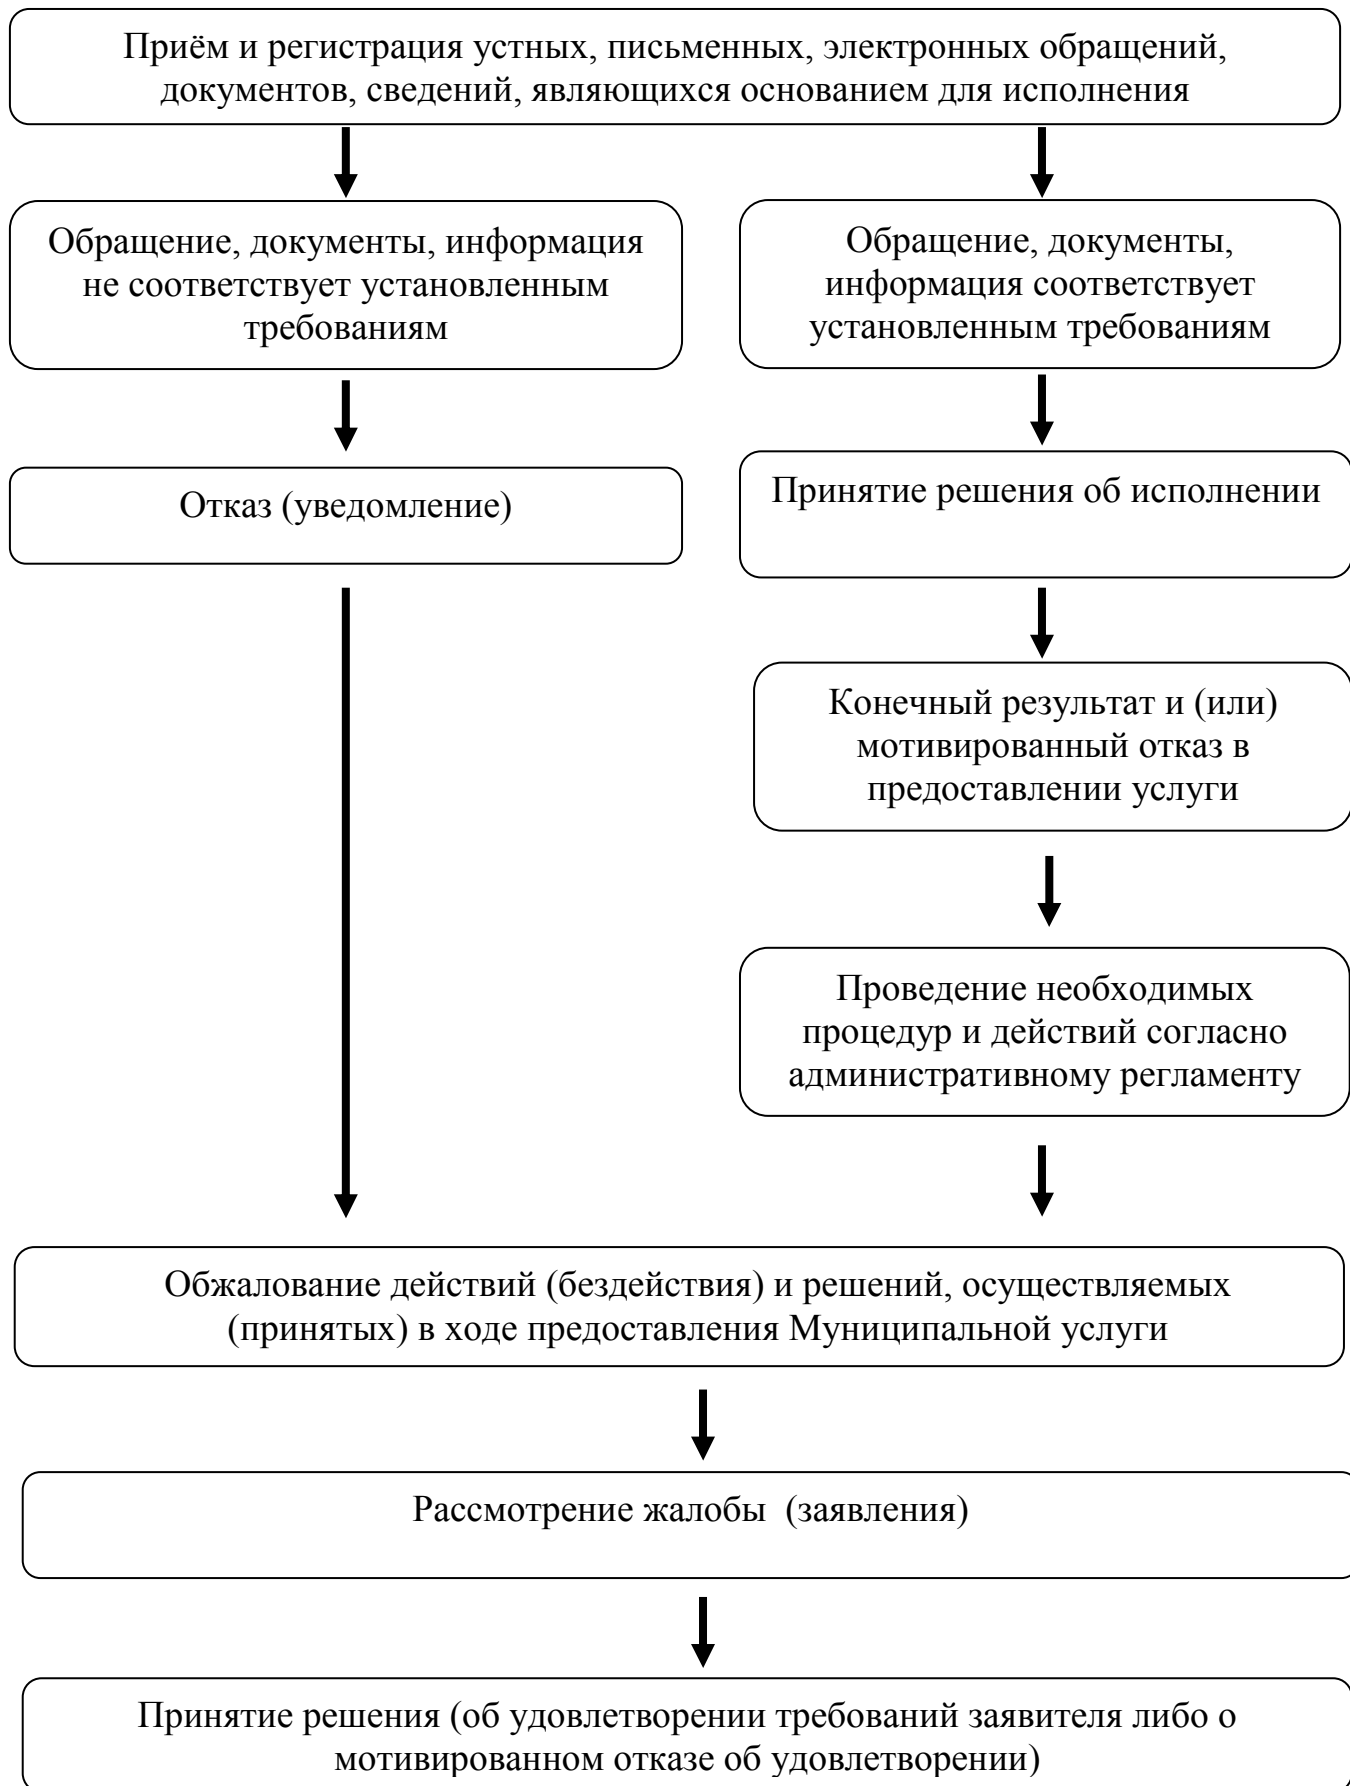 Приём и регистрация устных, письменных, электронных обращений,
документов, сведений, являющихся основанием для исполнения
Обращение, документы, информация
не соответствует установленным
требованиям
Обращение, документы,
информация соответствует
установленным требованиям
Отказ (уведомление)
Принятие решения об исполнении
Конечный результат и (или)
мотивированный отказ в
предоставлении услуги
Проведение необходимых
процедур и действий согласно
административному регламенту
Обжалование действий (бездействия) и решений, осуществляемых
(принятых) в ходе предоставления Муниципальной услуги
Рассмотрение жалобы  (заявления)
Принятие решения (об удовлетворении требований заявителя либо о
мотивированном отказе об удовлетворении)